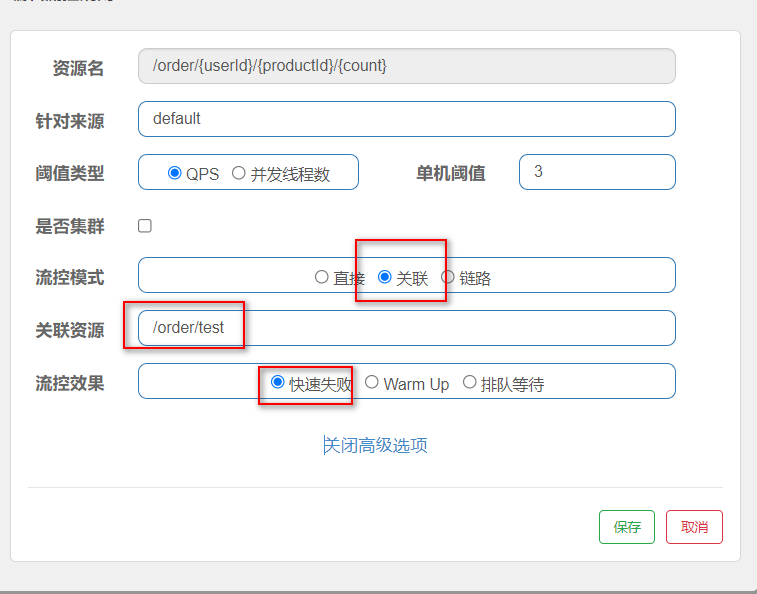 资源名 /order/{userId}/{productId}/{count}
针对来源 default
阈值类型 QPS 并发线程数 单机阈值 3
是否集群
流控模式 直接 关联 链路
关联资源 /order/test
流控效果 快速失败 Warm Up 排队等待
关闭高级选项
保存 取消